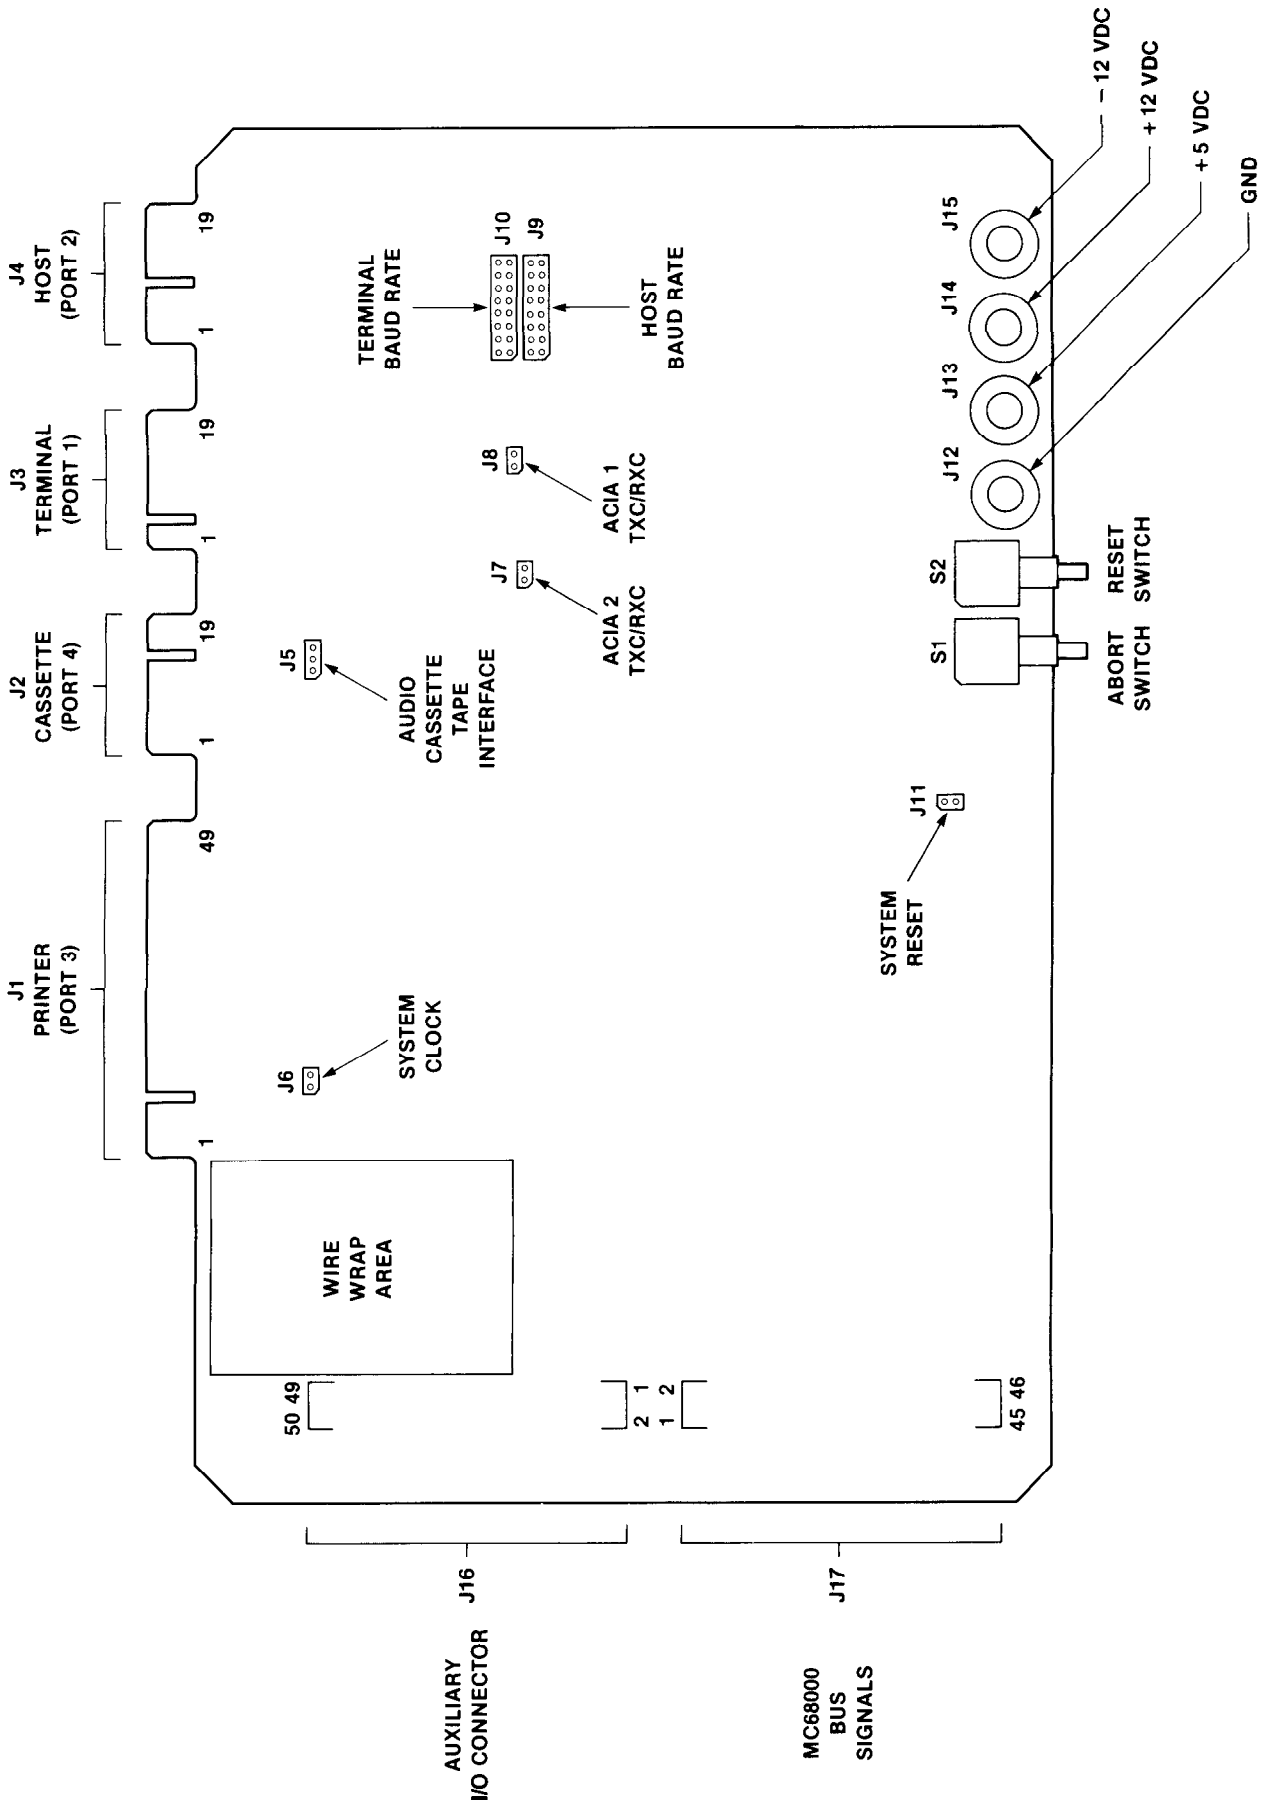 J1
PRINTER
(PORT 3)
J2
CASSETTE
(PORT 4)
J3
TERMINAL
(PORT 1)
J4
HOST
(PORT 2)
1
49
1
19
1
19
1
19
WIRE
WRAP
AREA
J6
SYSTEM
CLOCK
J5
AUDIO
CASSETTE
TAPE
INTERFACE
TERMINAL
BAUD RATE
J10
J9
HOST
BAUD RATE
J7
ACIA 2
TXC/RXC
J8
ACIA 1
TXC/RXC
50 49
2 1
1 2
45 46
J16
AUXILIARY
I/O CONNECTOR
J17
MC68000
BUS
SIGNALS
J11
SYSTEM
RESET
S1
ABORT
SWITCH
S2
RESET
SWITCH
J12
J13
J14
J15
– 12 VDC
+ 12 VDC
+ 5 VDC
GND